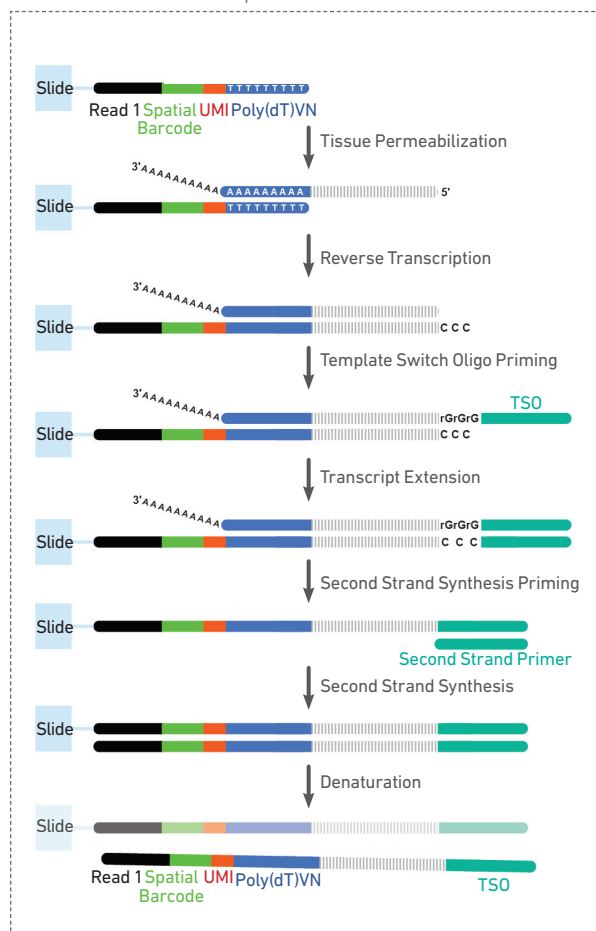 Slide
TTTTTTTTT
Read 1 Spatial UMI Poly(dT)VN
Barcode
Tissue Permeabilization
3'AAAAAAAAA
AAAAAAAAA
5'
Slide
TTTTTTTTT
Reverse Transcription
3'AAAAAAAAA
Slide
C C C
Template Switch Oligo Priming
TSO
3'AAAAAAAAA
rGrGrG
Slide
C C C
Transcript Extension
3'AAAAAAAAA
rGrGrG
Slide
C C C
Second Strand Synthesis Priming
Slide
Second Strand Primer
Second Strand Synthesis
Slide
Denaturation
Slide
Read 1 Spatial UMI Poly(dT)VN
Barcode
TSO